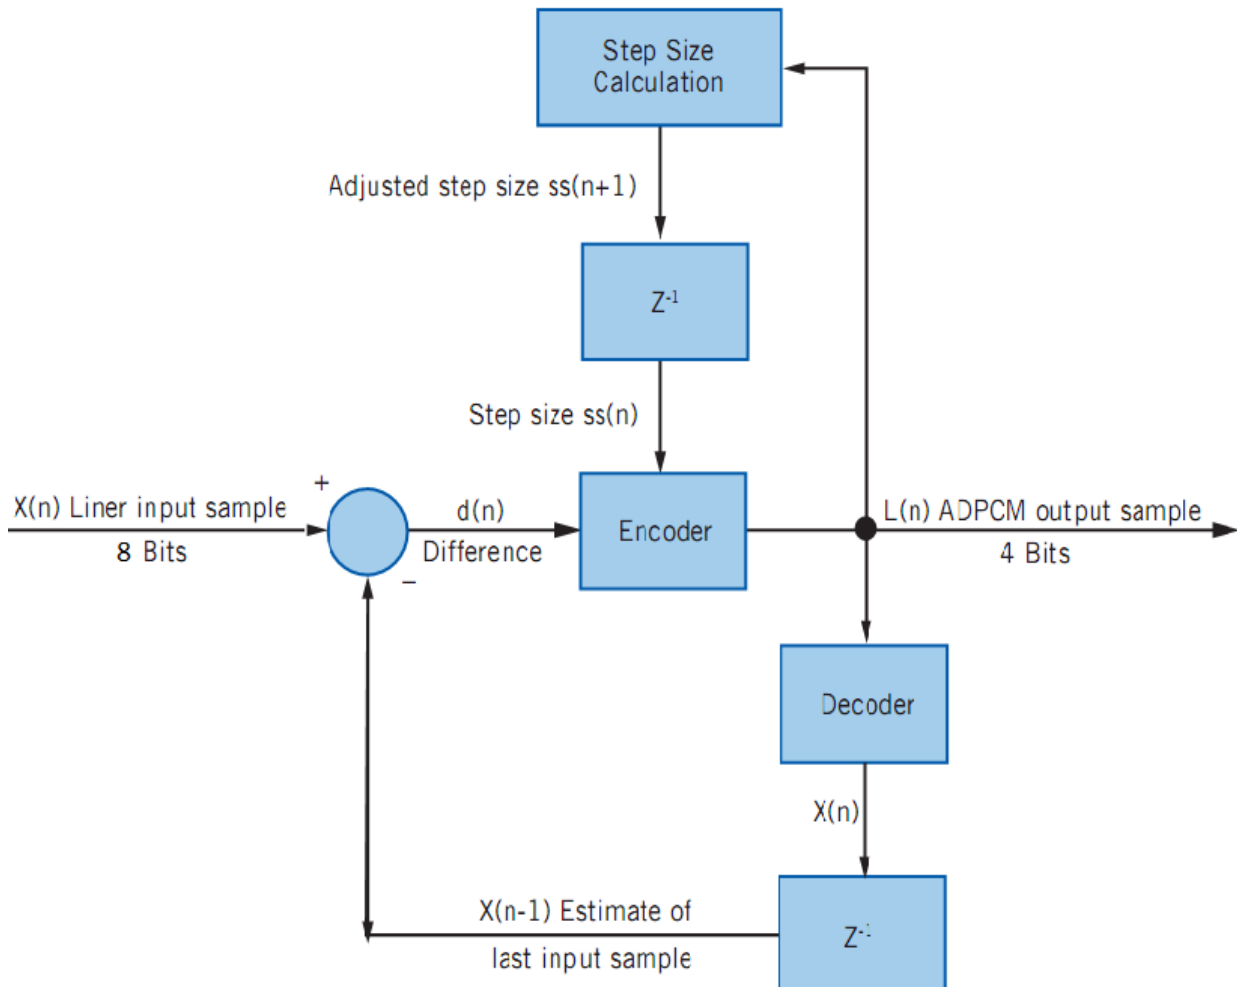 Step Size
Calculation
Adjusted step size ss(n+1)
Z-1
Step size ss(n)
+
X(n) Liner input sample
8 Bits
−
d(n)
Difference
Encoder
L(n) ADPCM output sample
4 Bits
Decoder
X(n)
X(n-1) Estimate of
last input sample
Z-1